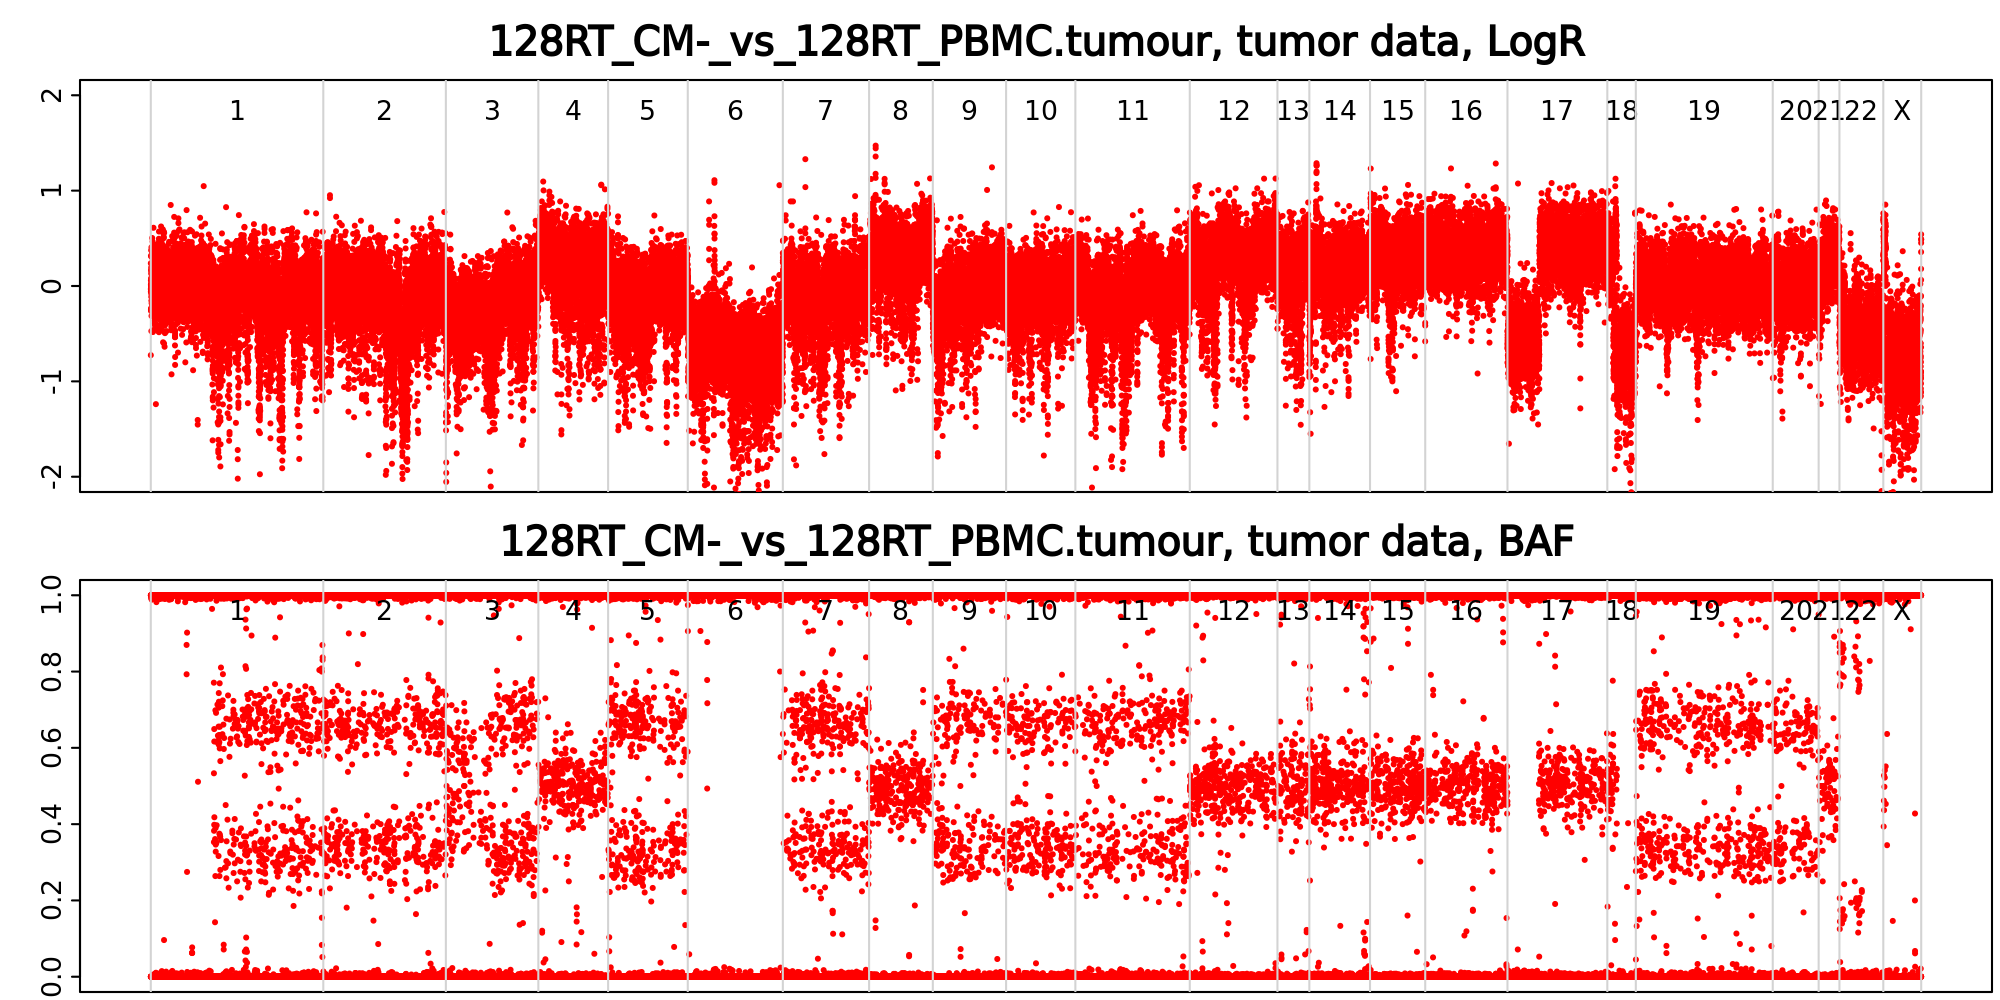 128RT_CM-_vs_128RT_PBMC.tumour, tumor data, LogR
2
1 2 3 4 5 6 7 8 9 10 11 12 13 14 15 16 17 18 19 20 21 22 X
1
0
-1
-2
128RT_CM-_vs_128RT_PBMC.tumour, tumor data, BAF
1.0
1 2 3 4 5 6 7 8 9 10 11 12 13 14 15 16 17 18 19 20 21 22 X
0.8
0.6
0.4
0.2
0.0